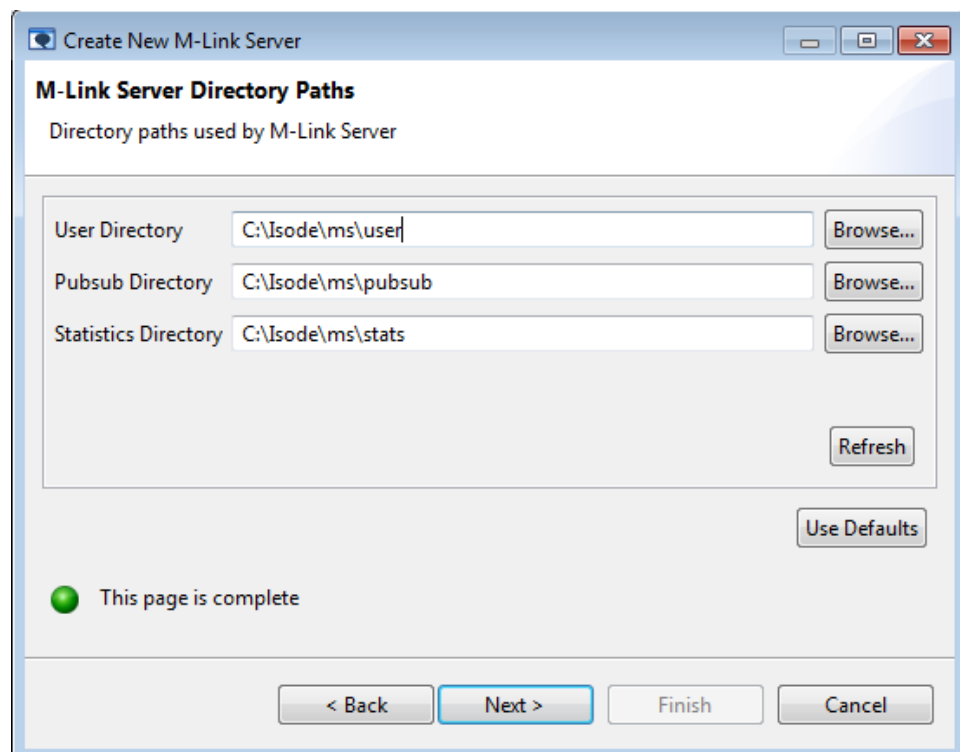 Create New M-Link Server
M-Link Server Directory Paths
Directory paths used by M-Link Server
User Directory C:\Isode\ms\user Browse...
Pubsub Directory C:\Isode\ms\pubsub Browse...
Statistics Directory C:\Isode\ms\stats Browse...
Refresh
Use Defaults
This page is complete
< Back Next > Finish Cancel